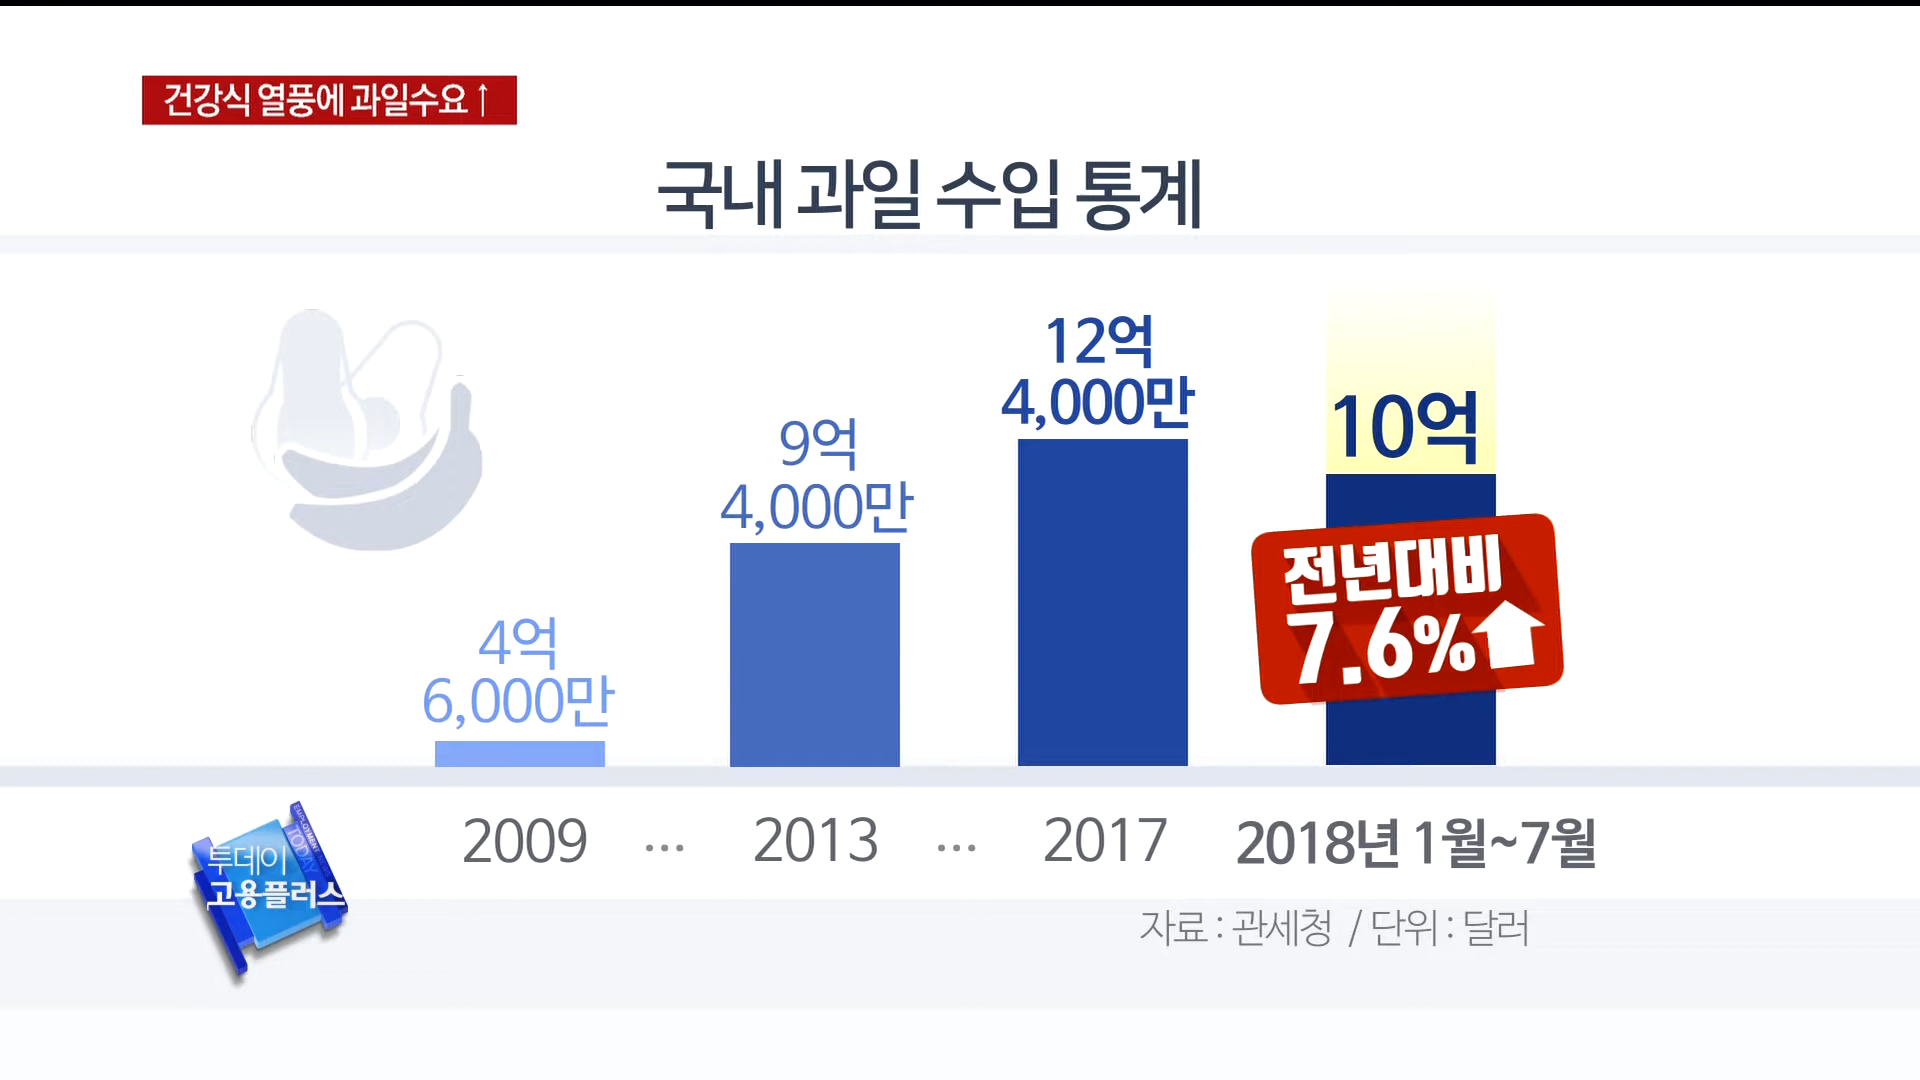 건강식 열풍에 과일수요↑
국내 과일 수입 통계
4억
6,000만
9억
4,000만
12억
4,000만
10억
전년대비
7.6%
2009 ... 2013 ... 2017 2018년 1월~7월
자료 : 관세청 / 단위 : 달러
EMPLOYMENT
TODAY
투데이
고용플러스